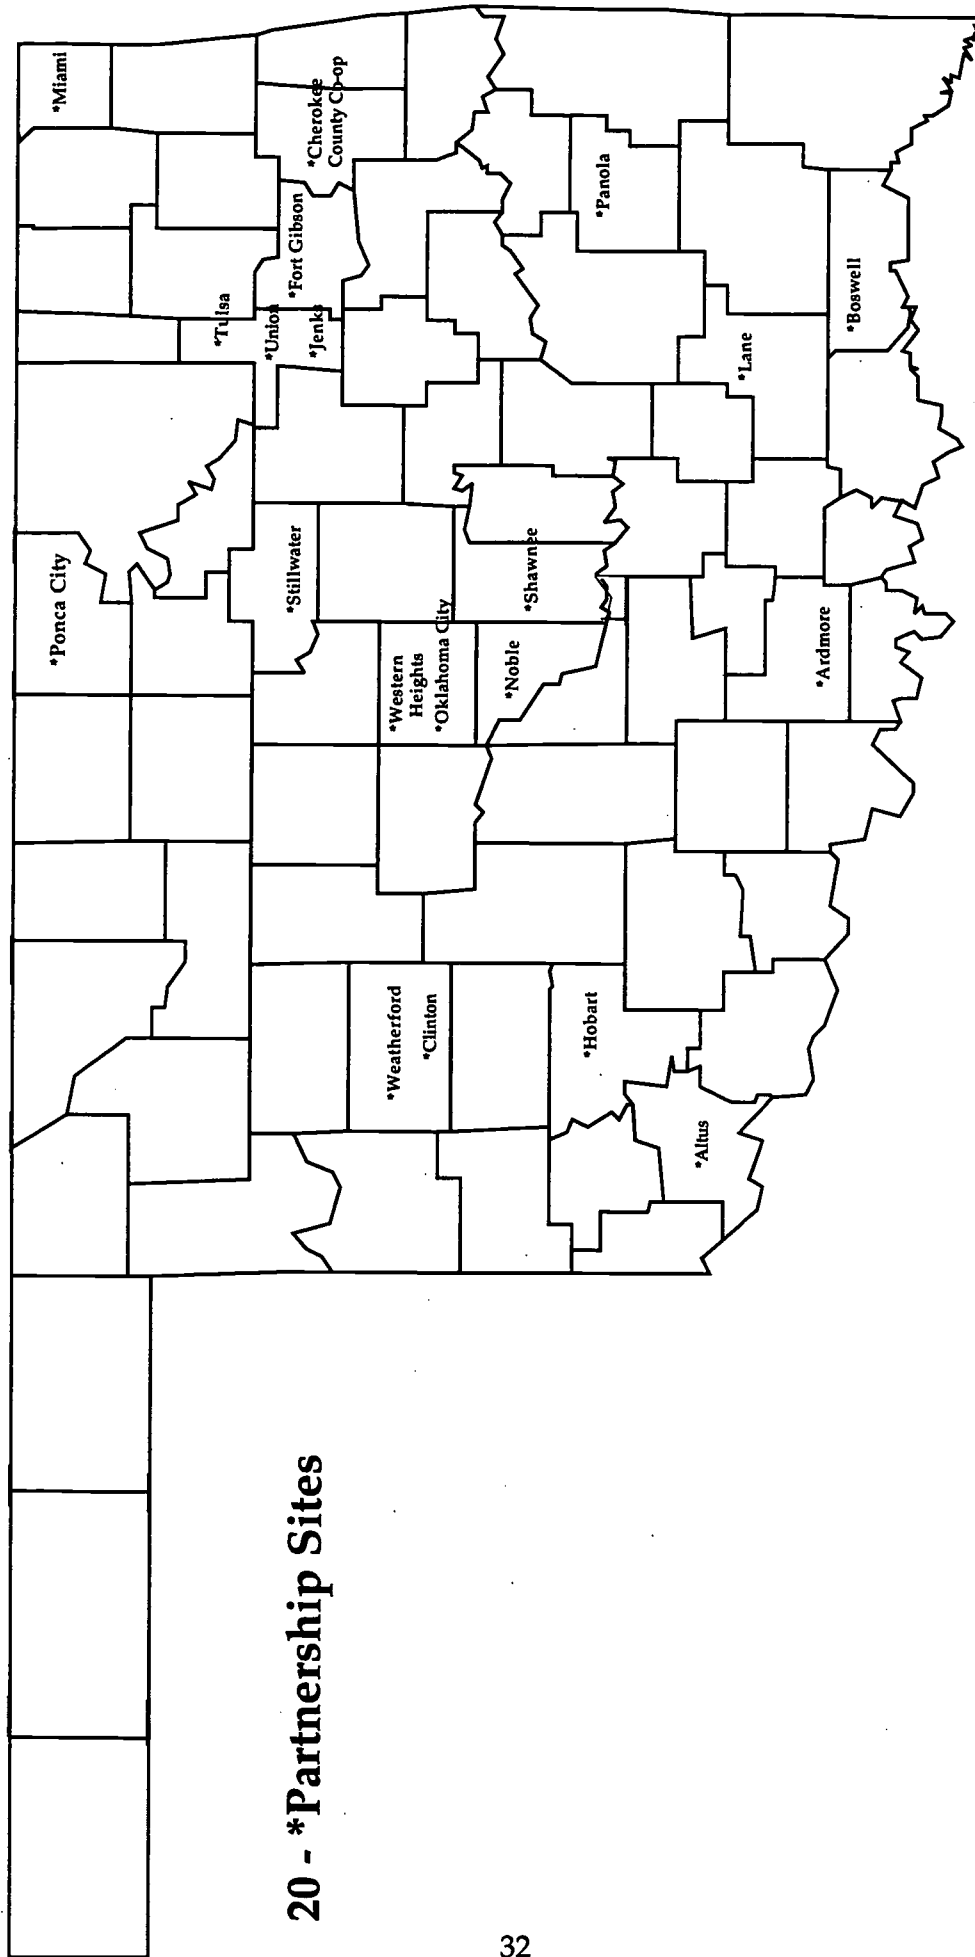 *Ponca City
*Miami
*Tulsa
*Union
*Jenks
*Fort Gibson
*Cherokee
County Co-op
*Stillwater
*Western
Heights
*Oklahoma City
*Shawnee
*Noble
*Weatherford
*Clinton
*Hobart
*Altus
*Panola
*Lane
*Ardmore
*Boswell
20 - *Partnership Sites
32